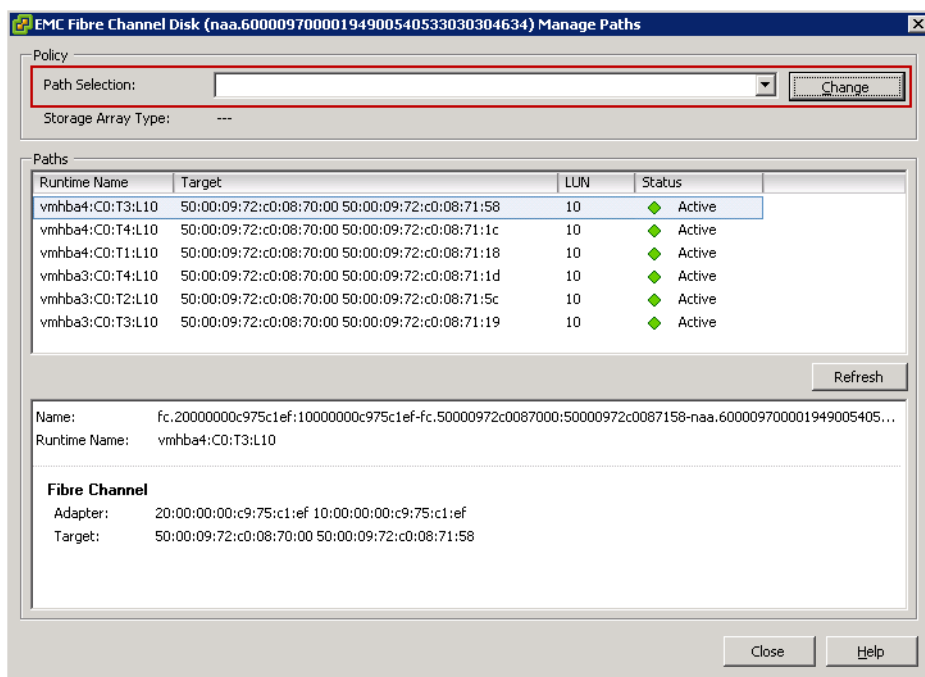 EMC Fibre Channel Disk (naa.60000970000194900540533030304634) Manage Paths
Policy
Path Selection: Change
Storage Array Type: ---
Paths
Runtime Name Target LUN Status
vmhba4:C0:T3:L10 50:00:09:72:c0:08:70:00 50:00:09:72:c0:08:71:58 10 Active
vmhba4:C0:T4:L10 50:00:09:72:c0:08:70:00 50:00:09:72:c0:08:71:1c 10 Active
vmhba4:C0:T1:L10 50:00:09:72:c0:08:70:00 50:00:09:72:c0:08:71:18 10 Active
vmhba3:C0:T4:L10 50:00:09:72:c0:08:70:00 50:00:09:72:c0:08:71:1d 10 Active
vmhba3:C0:T2:L10 50:00:09:72:c0:08:70:00 50:00:09:72:c0:08:71:5c 10 Active
vmhba3:C0:T3:L10 50:00:09:72:c0:08:70:00 50:00:09:72:c0:08:71:19 10 Active
Refresh
Name: fc.20000000c975c1ef:10000000c975c1ef-fc.50000972c0087000:50000972c0087158-naa.600009700001949005405...
Runtime Name: vmhba4:C0:T3:L10
Fibre Channel
Adapter: 20:00:00:00:c9:75:c1:ef 10:00:00:00:c9:75:c1:ef
Target: 50:00:09:72:c0:08:70:00 50:00:09:72:c0:08:71:58
Close Help